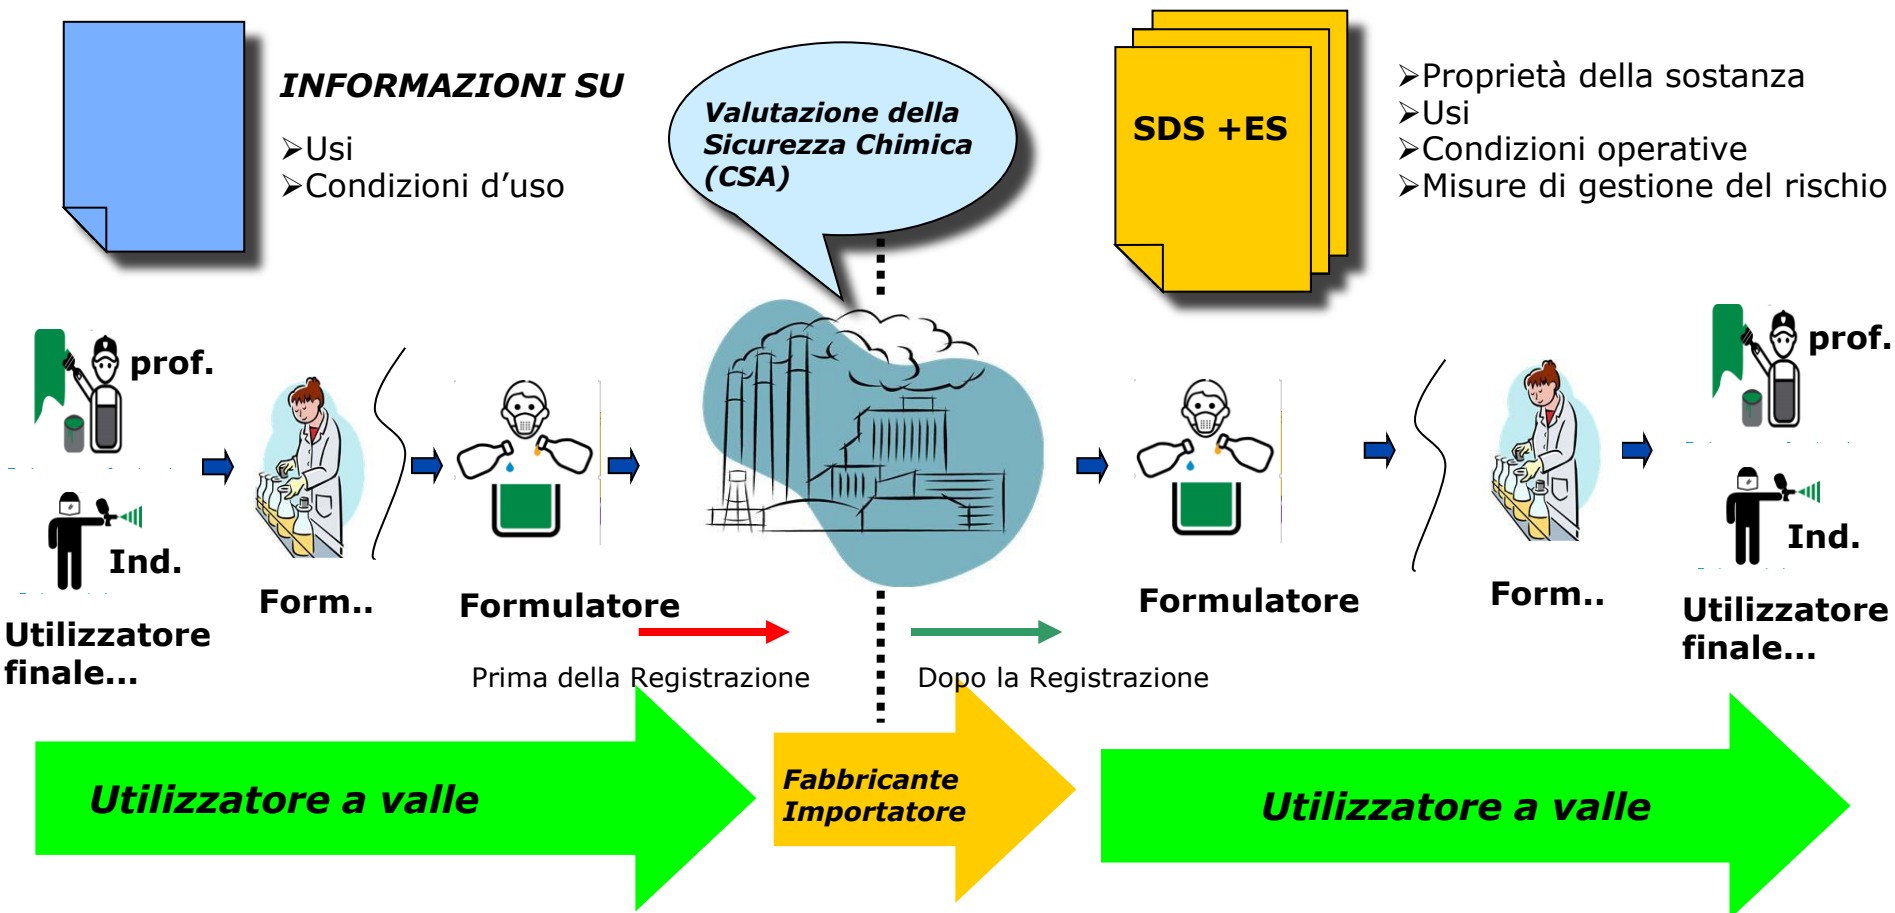 INFORMAZIONI SU
➢Usi
➢Condizioni d’uso
Valutazione della
Sicurezza Chimica
(CSA)
SDS +ES
➢Proprietà della sostanza
➢Usi
➢Condizioni operative
➢Misure di gestione del rischio
prof.
Ind.
Utilizzatore
finale...
Form..
Formulatore
Prima della Registrazione
Dopo la Registrazione
Formulatore
Form..
prof.
Ind.
Utilizzatore
finale...
Utilizzatore a valle
Fabbricante
Importatore
Utilizzatore a valle